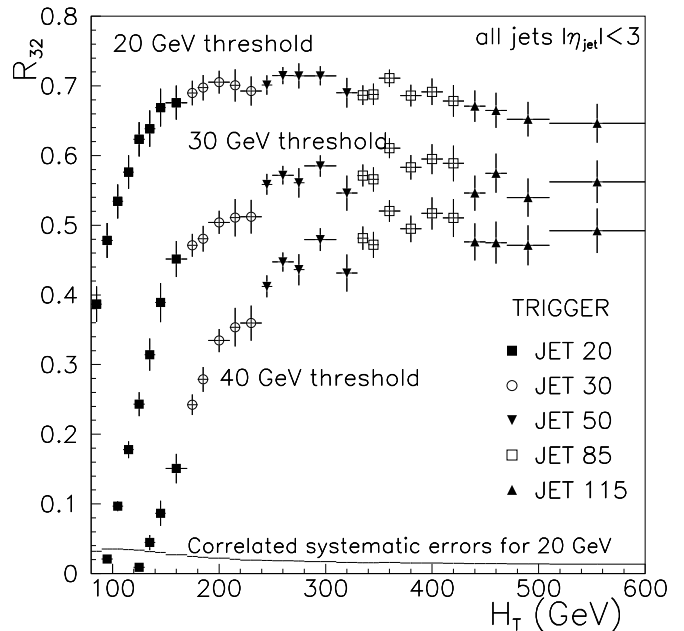 0.8
0.7
0.6
0.5
0.4
0.3
0.2
0.1
0
R32
20 GeV threshold
all jets |ηjet|<3
30 GeV threshold
40 GeV threshold
TRIGGER
JET 20
JET 30
JET 50
JET 85
JET 115
Correlated systematic errors for 20 GeV
100 200 300 400 500 600
HT (GeV)